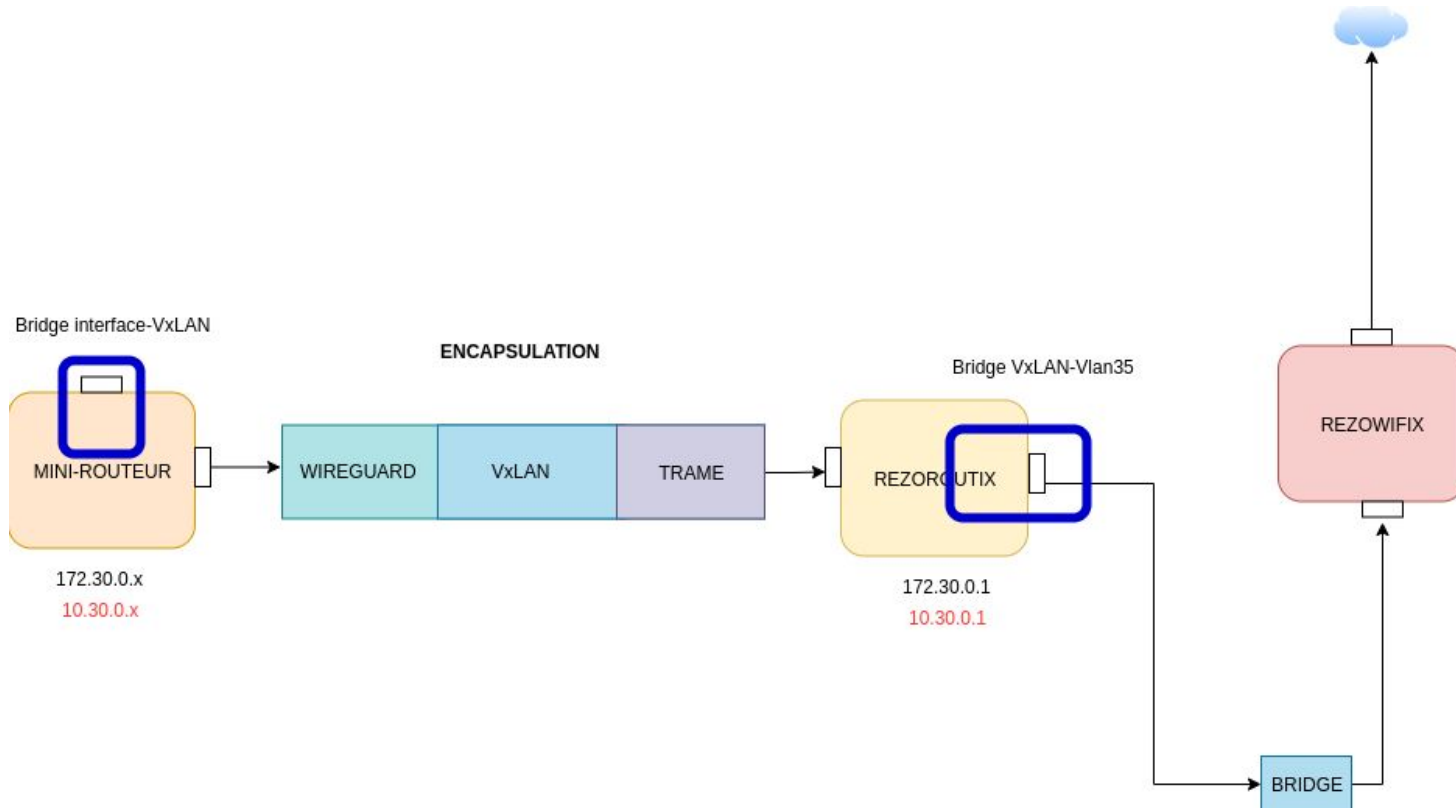 Bridge interface-VxLAN
MINI-ROUTEUR
172.30.0.x
10.30.0.x
ENCAPSULATION
WIREGUARD
VxLAN
TRAME
Bridge VxLAN-Vlan35
REZOROUTIX
172.30.0.1
10.30.0.1
REZOWIFIX
BRIDGE